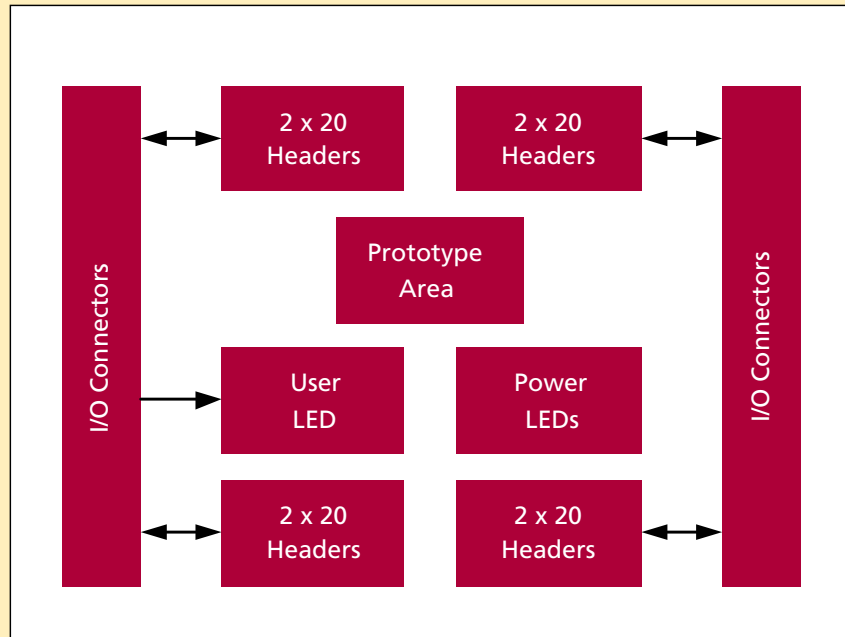 2 x 20
Headers
2 x 20
Headers
I/O Connectors
Prototype
Area
I/O Connectors
User
LED
Power
LEDs
2 x 20
Headers
2 x 20
Headers